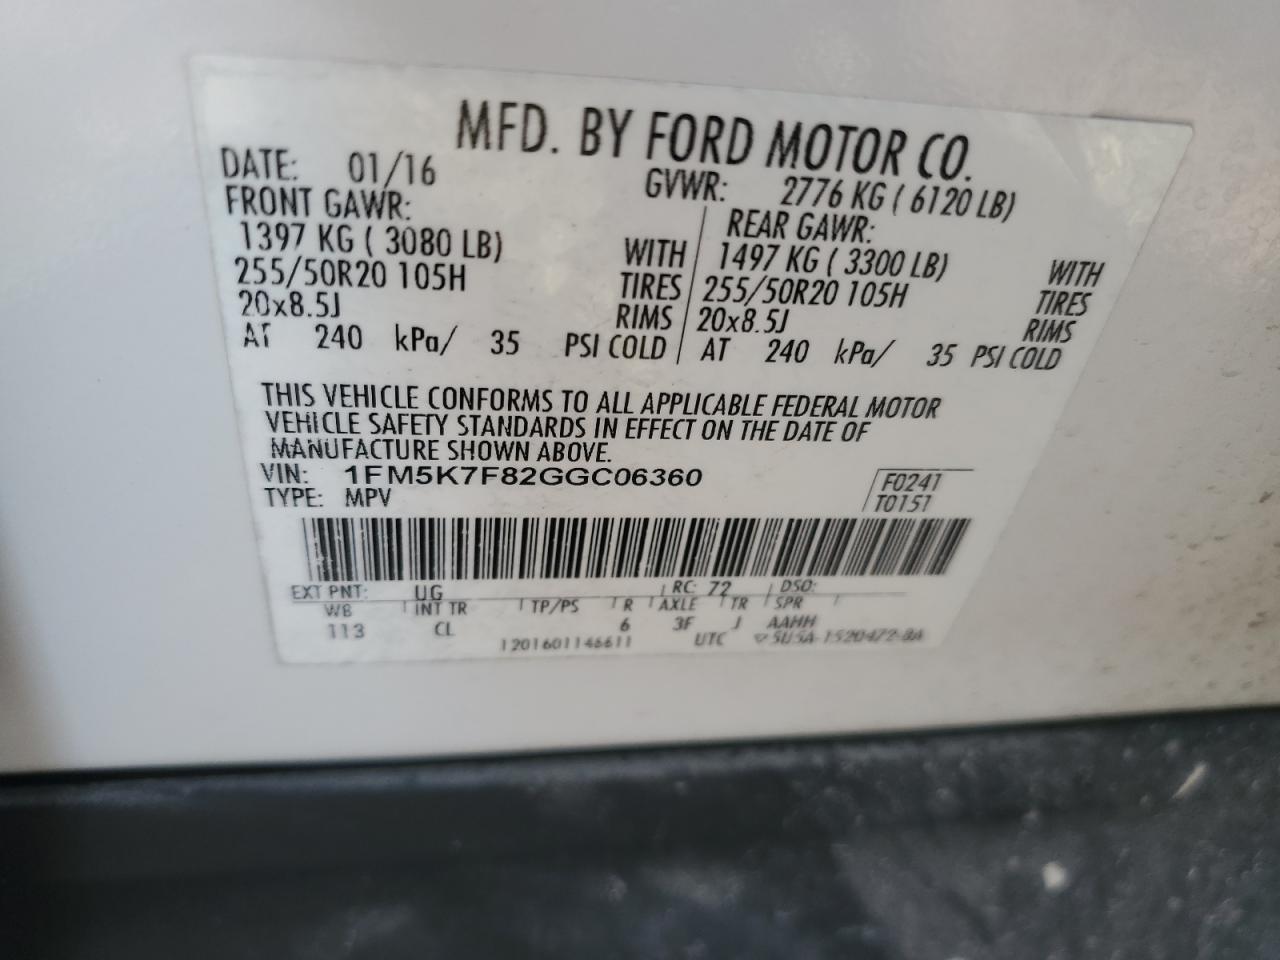 MFD. BY FORD MOTOR CO.
DATE: 01/16 GVWR: 2776 KG ( 6120 LB)
FRONT GAWR: REAR GAWR:
1397 KG ( 3080 LB) WITH 1497 KG ( 3300 LB) WITH
255/50R20 105H TIRES 255/50R20 105H TIRES
20x8.5J RIMS 20x8.5J RIMS
AT 240 kPa/ 35 PSI COLD AT 240 kPa/ 35 PSI COLD
THIS VEHICLE CONFORMS TO ALL APPLICABLE FEDERAL MOTOR
VEHICLE SAFETY STANDARDS IN EFFECT ON THE DATE OF
MANUFACTURE SHOWN ABOVE.
VIN: 1FM5K7F82GGC06360 F0241
TYPE: MPV T0151
EXT PNT: UG RC: 72 DSO:
WB INT TR TP/PS R AXLE TR SPR
113 CL 6 3F J AAHH
1201601146611 UTC 5U5A-1520472-BA